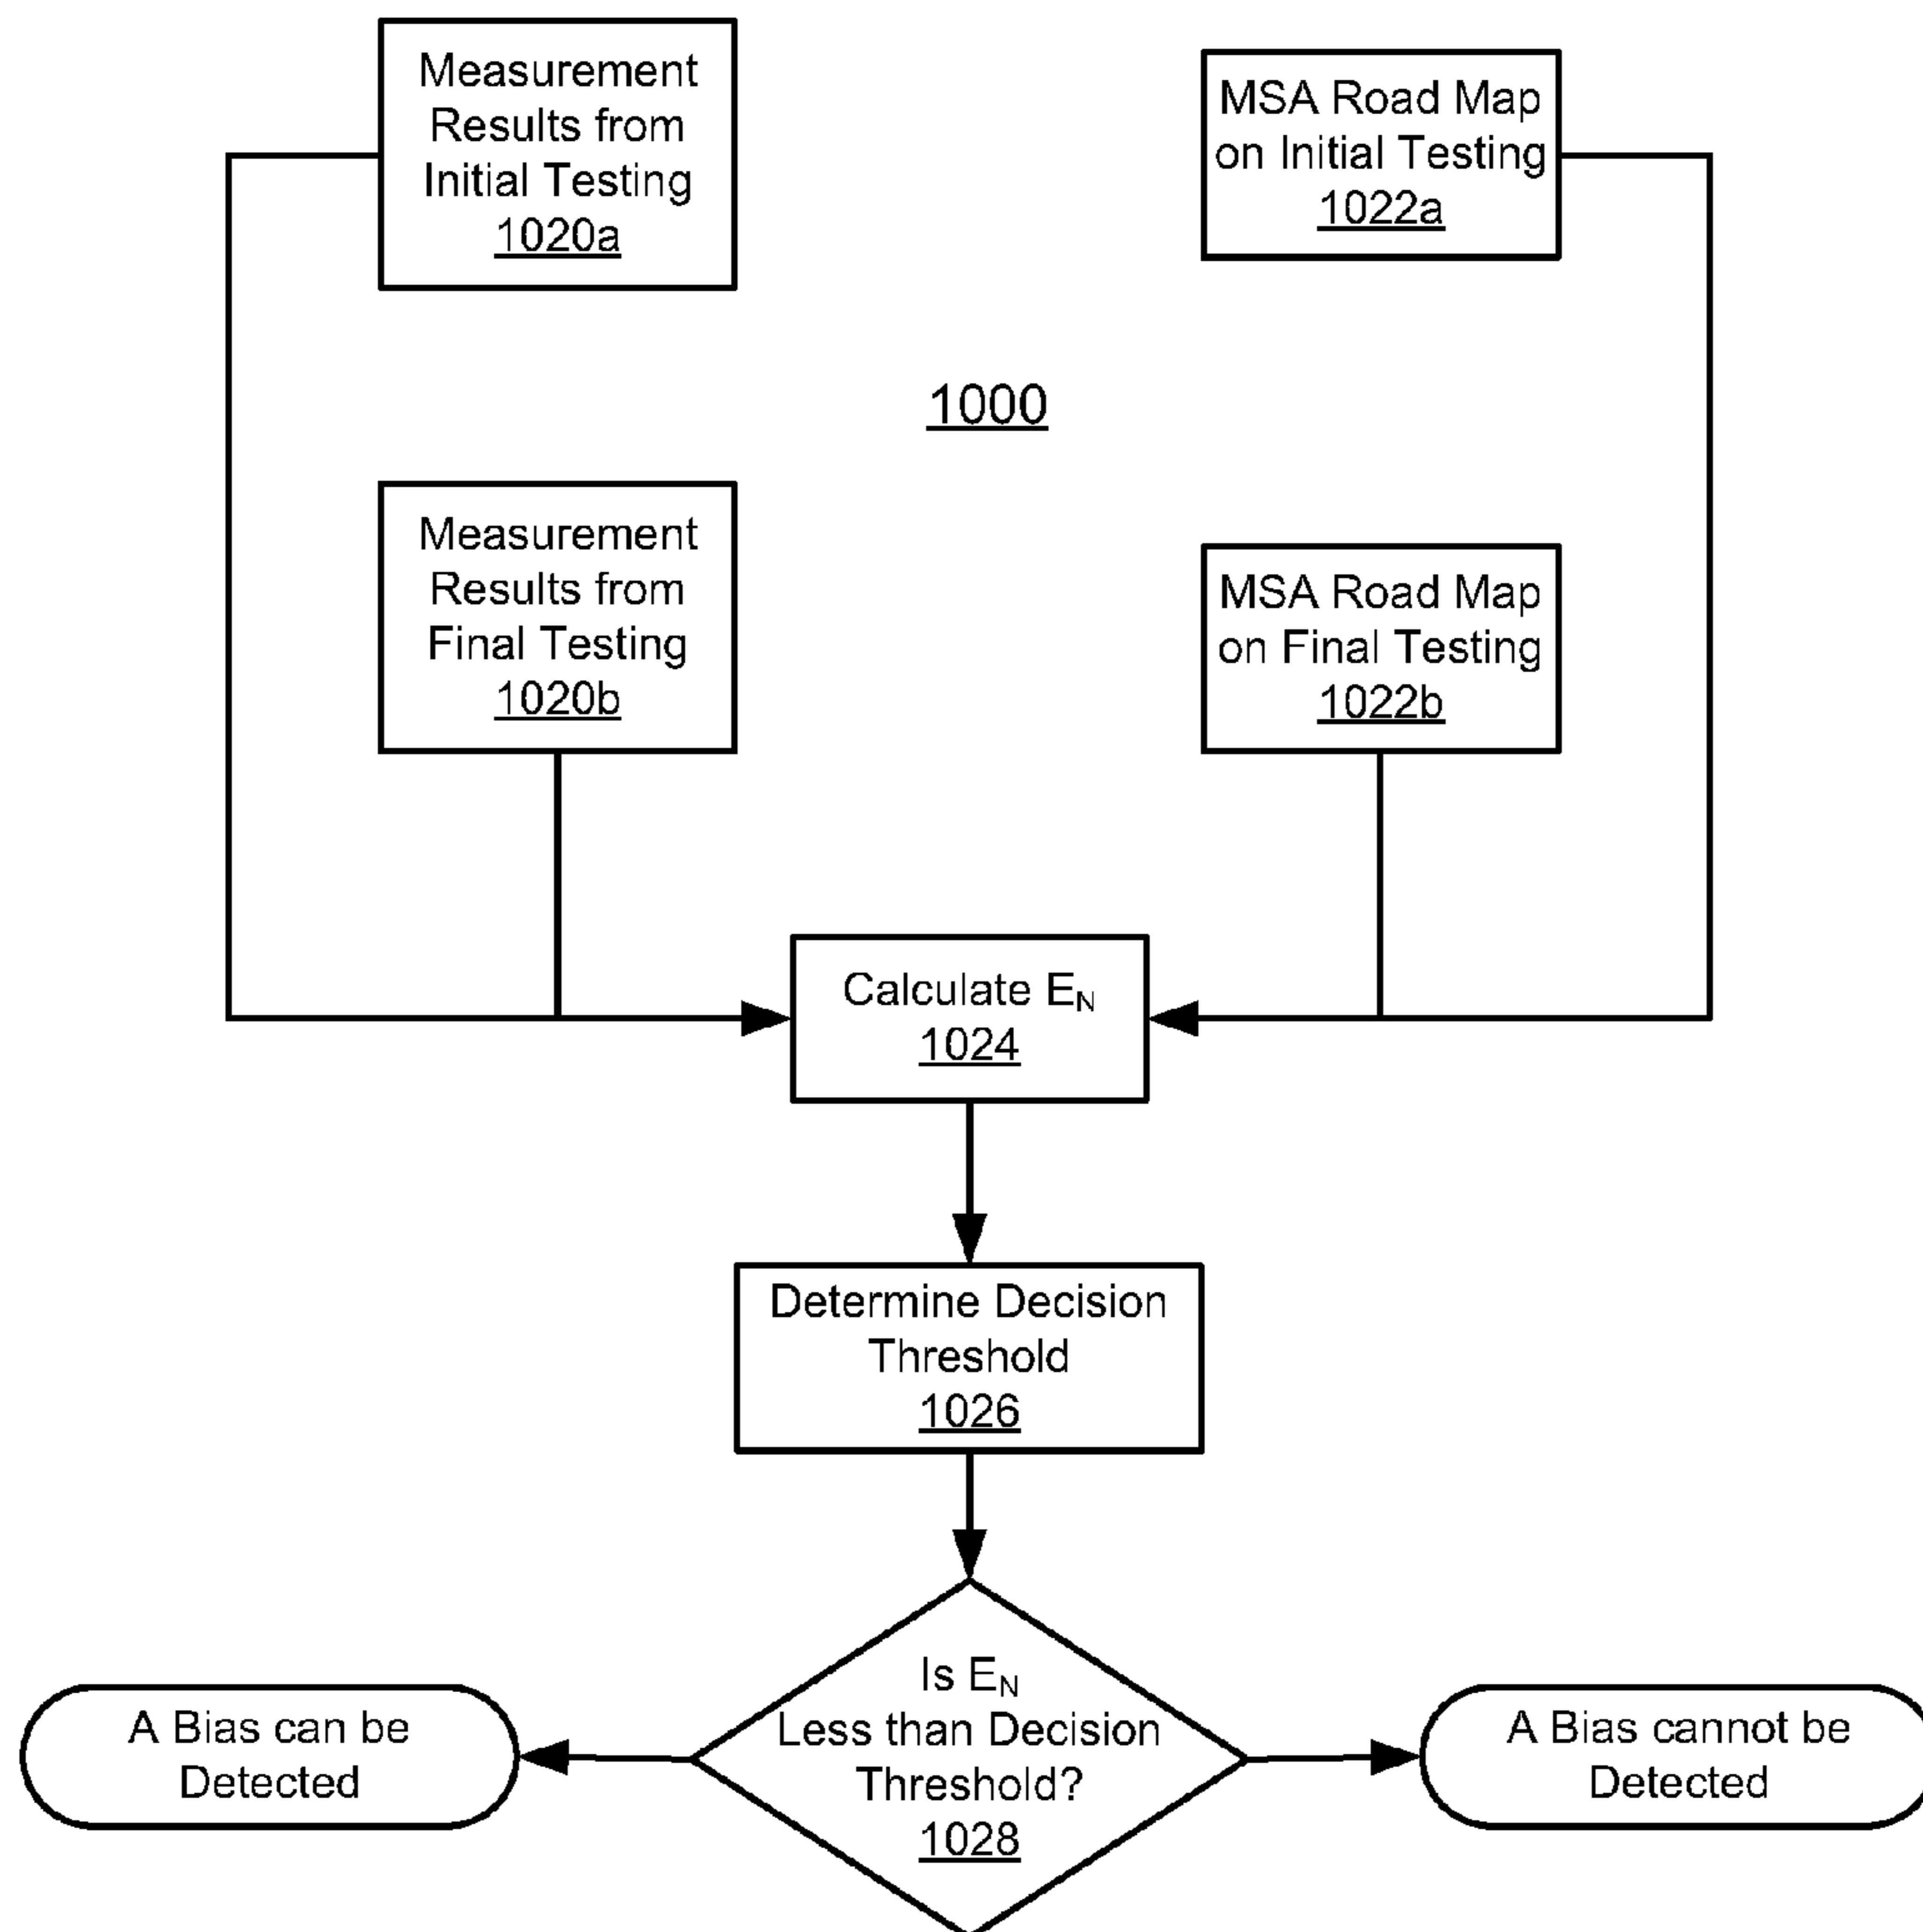 Measurement
Results from
Initial Testing
1020a
MSA Road Map
on Initial Testing
1022a
1000
Measurement
Results from
Final Testing
1020b
MSA Road Map
on Final Testing
1022b
Calculate EN
1024
Determine Decision
Threshold
1026
Is EN
Less than Decision
Threshold?
1028
A Bias can be
Detected
A Bias cannot be
Detected